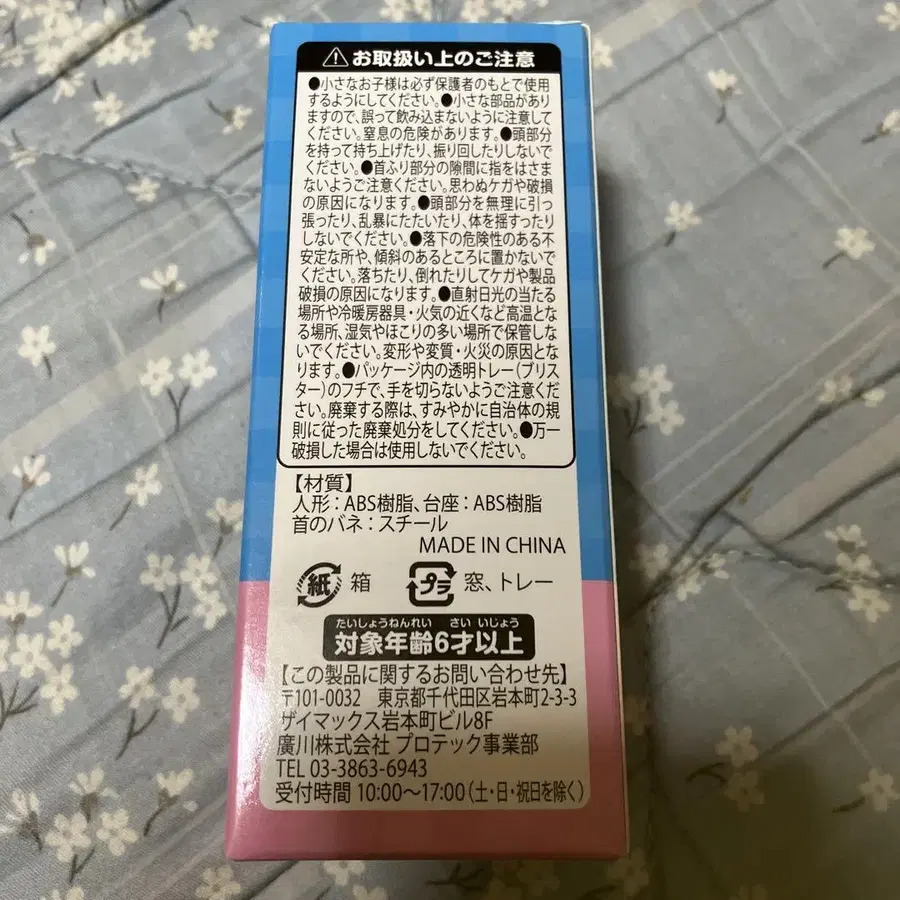 お取扱い上のご注意
●小さなお子様は必ず保護者のもとで使用
するようにしてください。●小さな部品があり
ますので、誤って飲み込まないように注意して
ください。窒息の危険があります。●頭部分
を持って持ち上げたり、振り回したりしないで
ください。●首ふり部分の隙間に指をはさま
ないようご注意ください。思わぬケガや破損
の原因になります。●頭部分を無理に引っ
張ったり、乱暴にたたいたり、体を揺すったり
しないでください。●落下の危険性のある不
安定な所や、傾斜のあるところに置かないで
ください。落ちたり、倒れたりしてケガや製品
破損の原因になります。●直射日光の当たる
場所や冷暖房器具・火気の近くなど高温とな
る場所、湿気やほこりの多い場所で保管しな
いでください。変形や変質・火災の原因とな
ります。●パッケージ内の透明トレー(ブリス
ター)のフチで、手を切らないようご注意くださ
い。廃棄する際は、すみやかに自治体の規
則に従った廃棄処分をしてください。●万一
破損した場合は使用しないでください。
【材質】
人形：ABS樹脂、台座：ABS樹脂
首のバネ：スチール
MADE IN CHINA
紙 箱 プラ 窓、トレー
たいしょうねんれい さい いじょう
対象年齢6才以上
【この製品に関するお問い合わせ先】
〒101-0032 東京都千代田区岩本町2-3-3
ザイマックス岩本町ビル8F
廣川株式会社 プロテック事業部
TEL 03-3863-6943
受付時間 10:00〜17:00(土・日・祝日を除く)